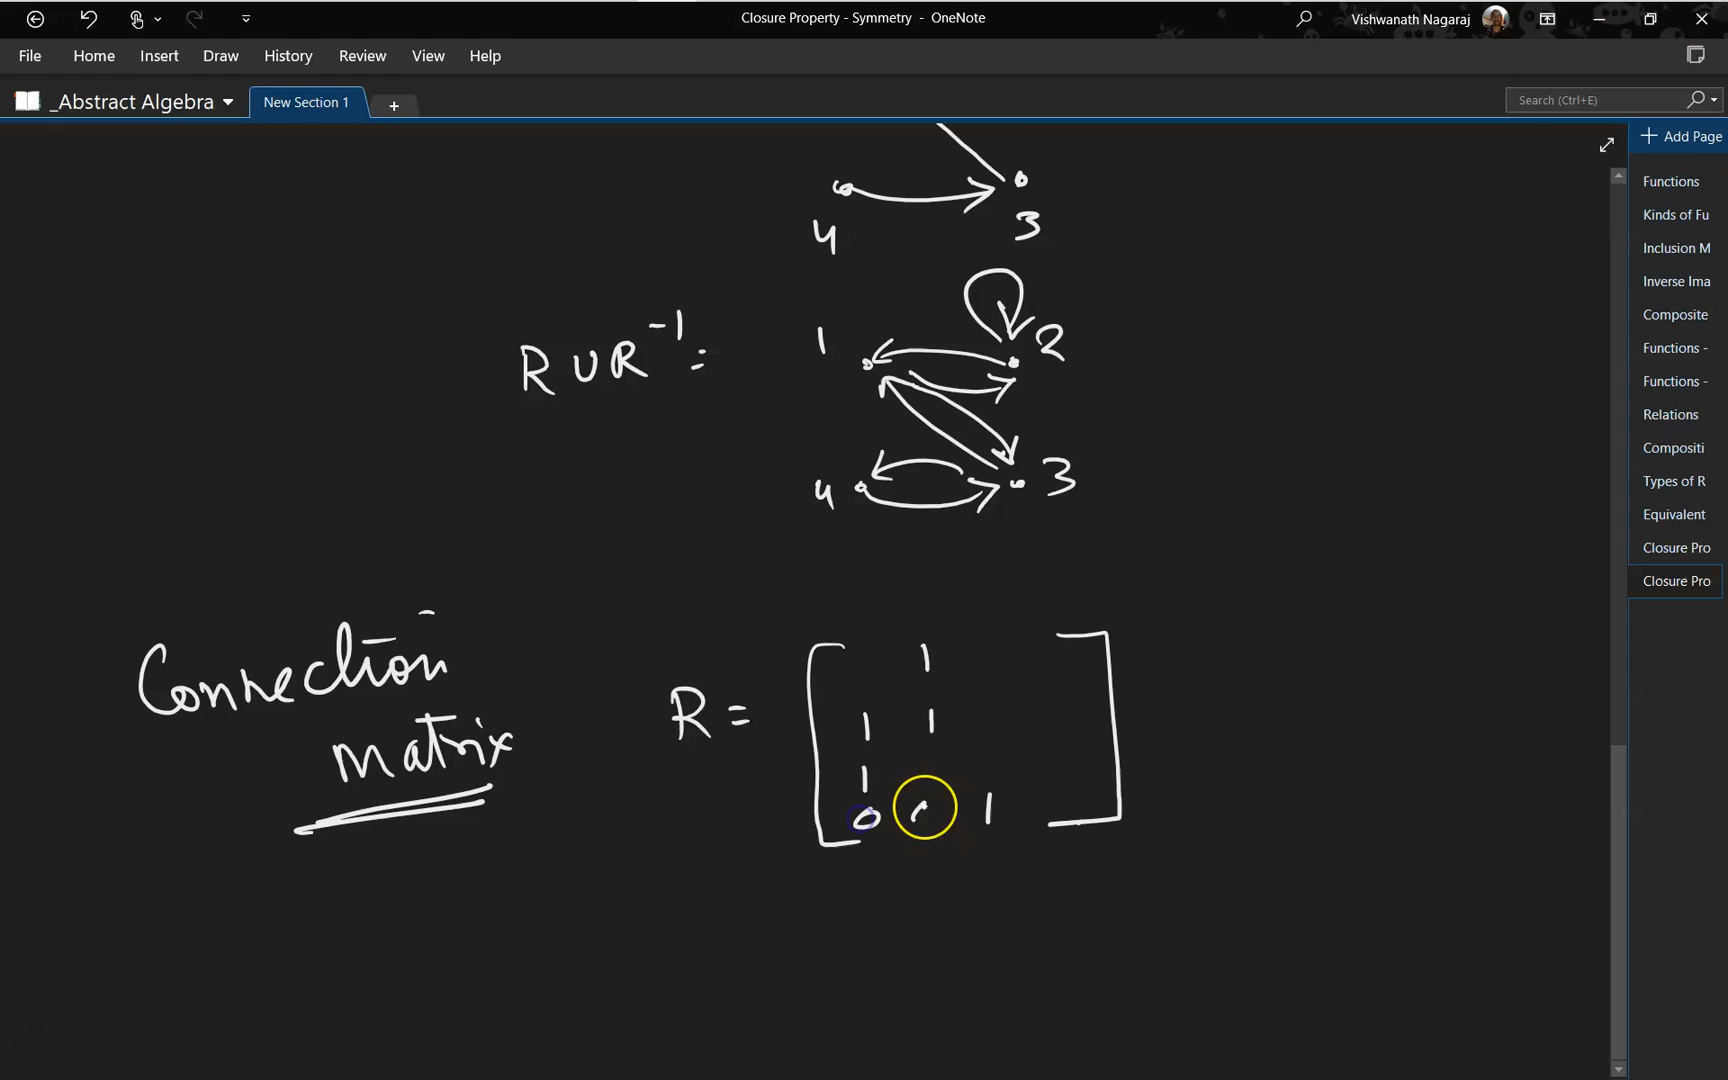 Closure Property - Symmetry - OneNote
Vishwanath Nagaraj
File Home Insert Draw History Review View Help
_Abstract Algebra
New Section 1
+
Search (Ctrl+E)
+ Add Page
Functions
Kinds of Fu
Inclusion M
Inverse Ima
Composite
Functions -
Functions -
Relations
Compositi
Types of R
Equivalent
Closure Pro
Closure Pro
4 3
R ∪ R⁻¹ = 1 2
4 3
Connection
matrix
R =
1
1 1
1
0 1